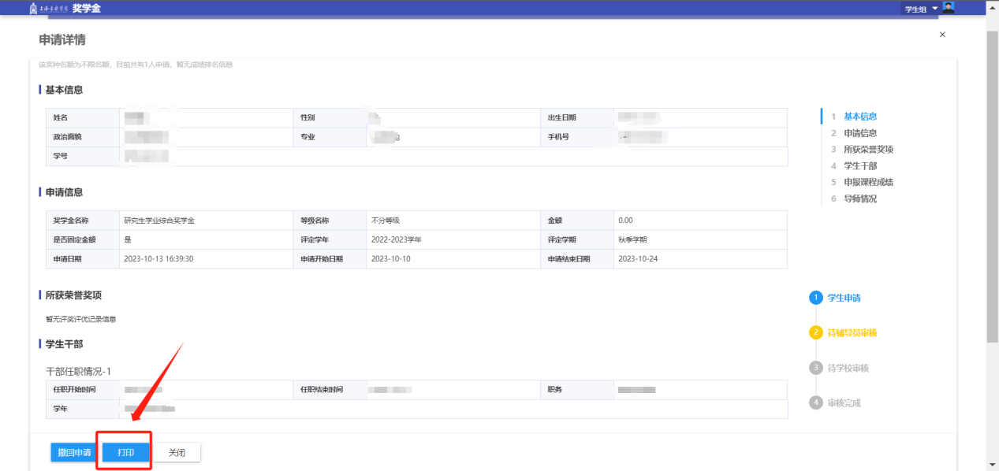 奖学金
学生组
申请详情
该奖种名额为不限名额，目前共有1人申请，暂无成绩排名信息
基本信息
姓名 性别 出生日期
政治面貌 专业 手机号
学号
1 基本信息
2 申请信息
3 所获荣誉奖项
4 学生干部
5 申报课程成绩
6 导师情况
申请信息
奖学金名称 研究生学业综合奖学金 等级名称 不分等级 金额 0.00
是否固定金额 是 评定学年 2022-2023学年 评定学期 秋季学期
申请日期 2023-10-13 16:39:30 申请开始日期 2023-10-10 申请结束日期 2023-10-24
所获荣誉奖项
暂无评奖评优记录信息
1 学生申请
2 待辅导员审核
3 待学校审核
4 审核完成
学生干部
干部任职情况-1
任职开始时间 任职结束时间 职务
学年
撤回申请 打印 关闭